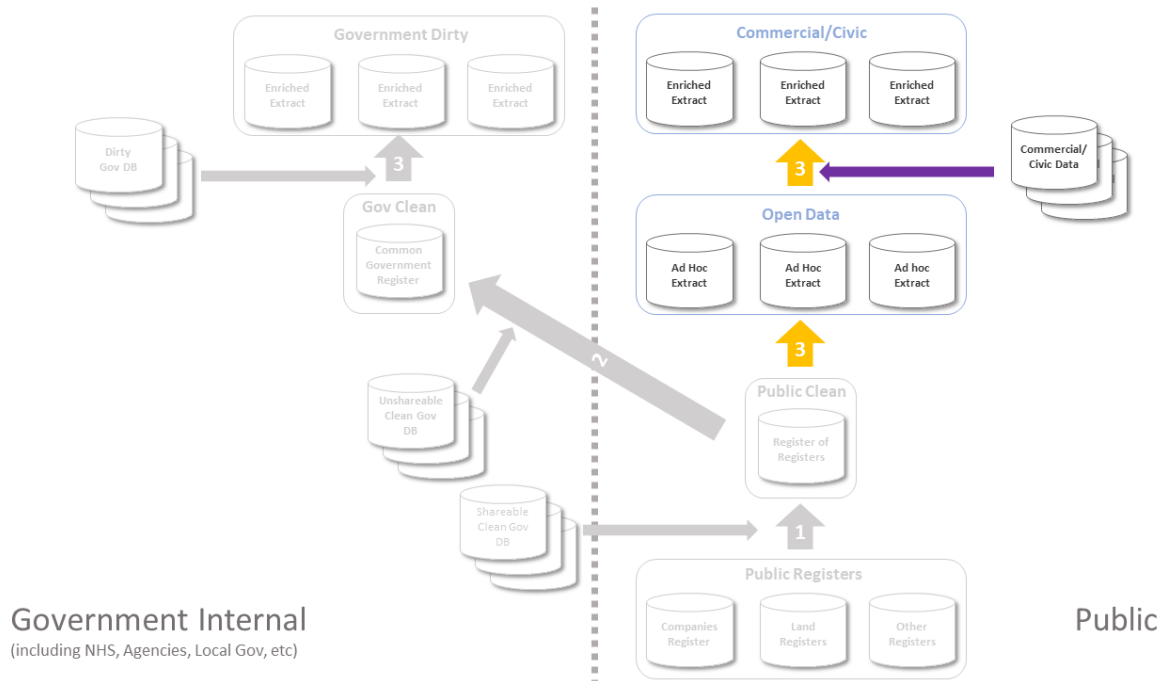 Government Dirty
Enriched
Extract
Enriched
Extract
Enriched
Extract
Commercial/Civic
Enriched
Extract
Enriched
Extract
Enriched
Extract
Dirty
Gov DB
3
3
Commercial/
Civic Data
Gov Clean
Common
Government
Register
Open Data
Ad Hoc
Extract
Ad Hoc
Extract
Ad hoc
Extract
2
3
Unshareable
Clean Gov
DB
Public Clean
Register of
Registers
Shareable
Clean Gov
DB
1
Public Registers
Companies
Register
Land
Registers
Other
Registers
Government Internal
(including NHS, Agencies, Local Gov, etc)
Public